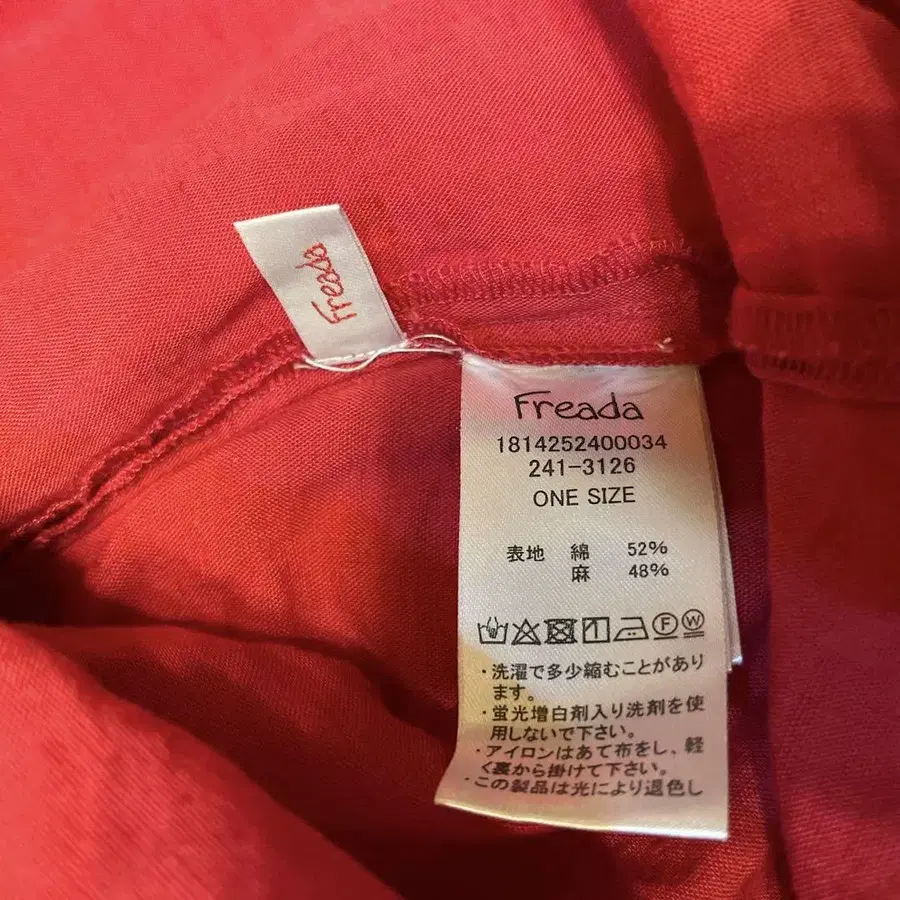 Freada
Freada
1814252400034
241-3126
ONE SIZE
表地 綿 52%
麻 48%
F W
・洗濯で多少縮むことがあり
ます。
・蛍光増白剤入り洗剤を使
用しないで下さい。
・アイロンはあて布をし、軽
く裏から掛けて下さい。
・この製品は光により退色し